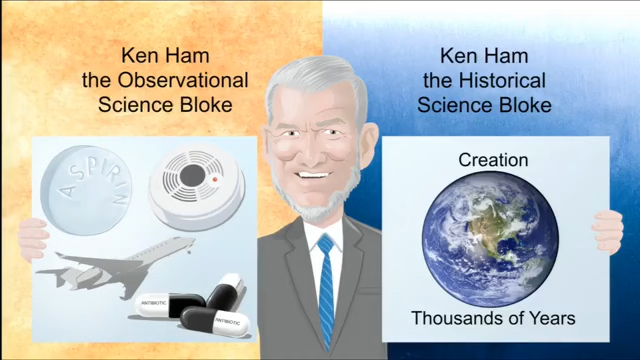 Ken Ham
the Observational
Science Bloke
Ken Ham
the Historical
Science Bloke
ASPIRIN
ANTIBIOTIC
ANTIBIOTIC
Creation
Thousands of Years